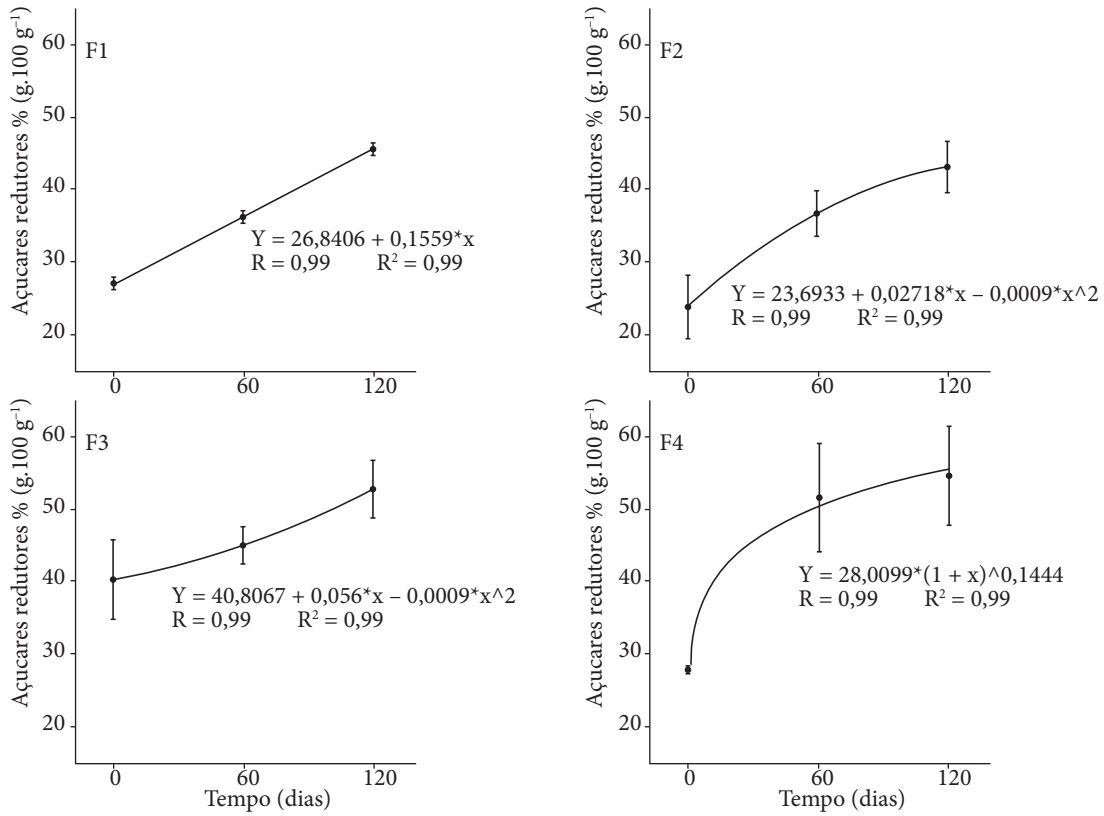 Açucares redutores % (g.100 g⁻¹)
60
50
40
30
20
F1
Y = 26,8406 + 0,1559*x
R = 0,99 R² = 0,99
0 60 120
Açucares redutores % (g.100 g⁻¹)
60
50
40
30
20
F2
Y = 23,6933 + 0,02718*x – 0,0009*x^2
R = 0,99 R² = 0,99
0 60 120
Açucares redutores % (g.100 g⁻¹)
60
50
40
30
20
F3
Y = 40,8067 + 0,056*x – 0,0009*x^2
R = 0,99 R² = 0,99
0 60 120
Tempo (dias)
Açucares redutores % (g.100 g⁻¹)
60
50
40
30
20
F4
Y = 28,0099*(1 + x)^0,1444
R = 0,99 R² = 0,99
0 60 120
Tempo (dias)